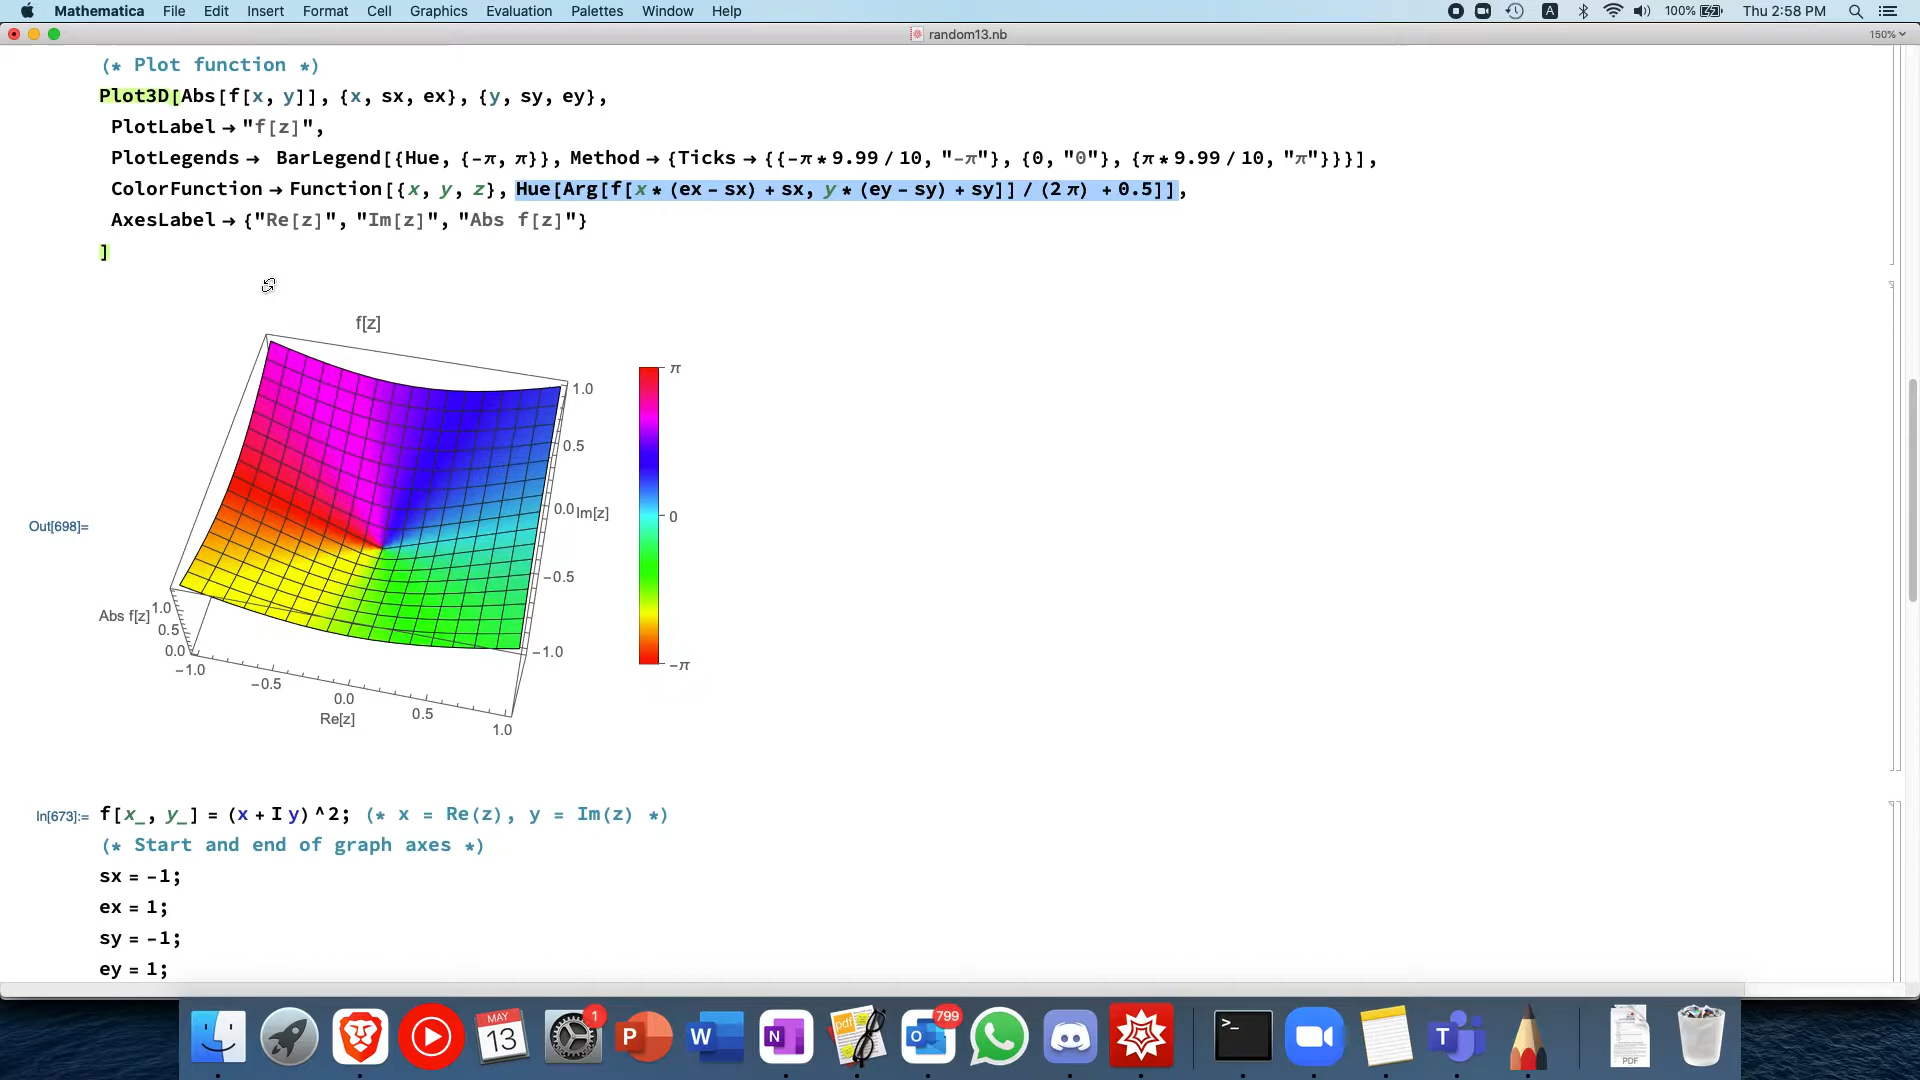 Mathematica File Edit Insert Format Cell Graphics Evaluation Palettes Window Help
A 100% Thu 2:58 PM
random13.nb
150%
(* Plot function *)
Plot3D[Abs[f[x, y]], {x, sx, ex}, {y, sy, ey},
PlotLabel → "f[z]",
PlotLegends → BarLegend[{Hue, {-π, π}}, Method → {Ticks → {{-π * 9.99 / 10, "-π"}, {0, "0"}, {π * 9.99 / 10, "π"}}}],
ColorFunction → Function[{x, y, z}, Hue[Arg[f[x * (ex - sx) + sx, y * (ey - sy) + sy]] / (2 π) + 0.5]],
AxesLabel → {"Re[z]", "Im[z]", "Abs f[z]"}
]
f[z]
π
1.0
0.5
0.0 Im[z]
0
Out[698]=
-0.5
Abs f[z]
1.0
0.5
0.0
-1.0
-π
-1.0
-0.5
0.0
0.5
1.0
Re[z]
In[673]:= f[x_, y_] = (x + I y)^2; (* x = Re(z), y = Im(z) *)
(* Start and end of graph axes *)
sx = -1;
ex = 1;
sy = -1;
ey = 1;
MAY
13
1
P
W
N
pdf
O
799
>_
T
PDF